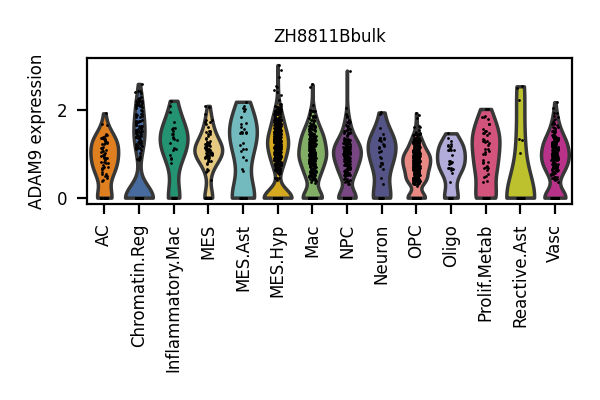 ZH8811Bbulk
ADAM9 expression
2
0
AC
Chromatin.Reg
Inflammatory.Mac
MES
MES.Ast
MES.Hyp
Mac
NPC
Neuron
OPC
Oligo
Prolif.Metab
Reactive.Ast
Vasc